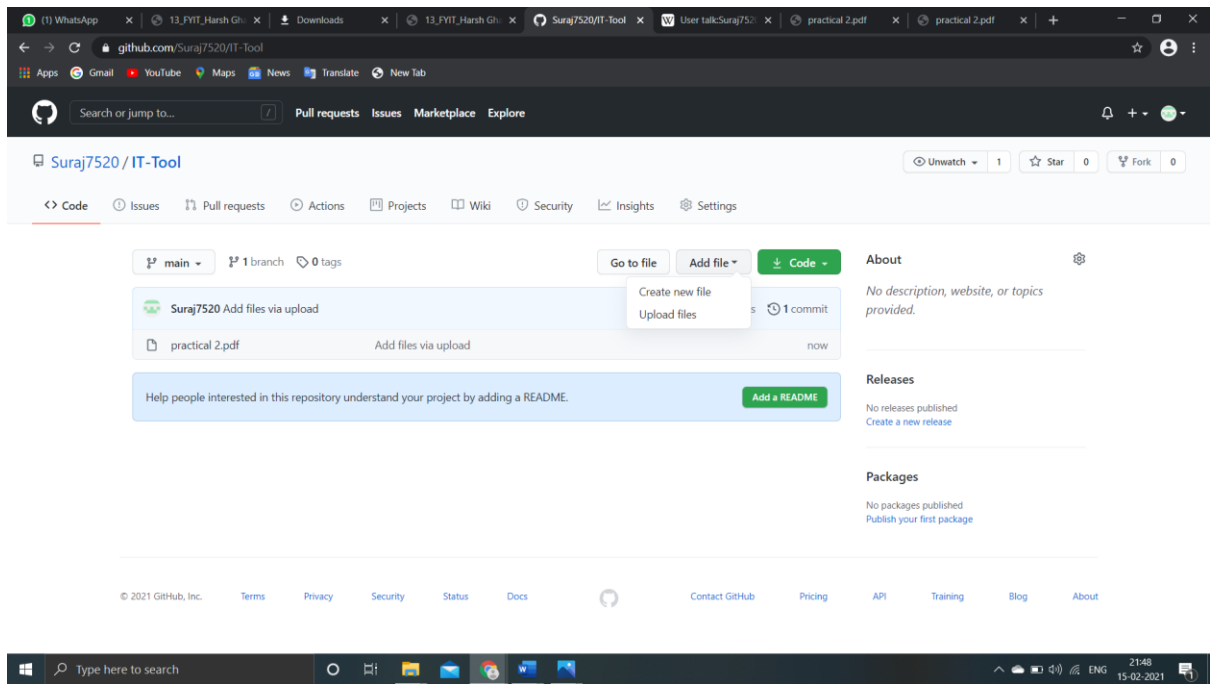 (1) WhatsApp
13_FYIT_Harsh Gh
Downloads
13_FYIT_Harsh Gh
Suraj7520/IT-Tool
User talk:Suraj752
practical 2.pdf
practical 2.pdf
github.com/Suraj7520/IT-Tool
Apps Gmail YouTube Maps News Translate New Tab
Search or jump to... / Pull requests Issues Marketplace Explore
Suraj7520 / IT-Tool
Unwatch 1 Star 0 Fork 0
Code Issues Pull requests Actions Projects Wiki Security Insights Settings
main 1 branch 0 tags Go to file Add file Code
Create new file
Upload files
Suraj7520 Add files via upload s 1 commit
practical 2.pdf Add files via upload now
Help people interested in this repository understand your project by adding a README. Add a README
About
No description, website, or topics
provided.
Releases
No releases published
Create a new release
Packages
No packages published
Publish your first package
© 2021 GitHub, Inc. Terms Privacy Security Status Docs Contact GitHub Pricing API Training Blog About
Type here to search
ENG
21:48
15-02-2021